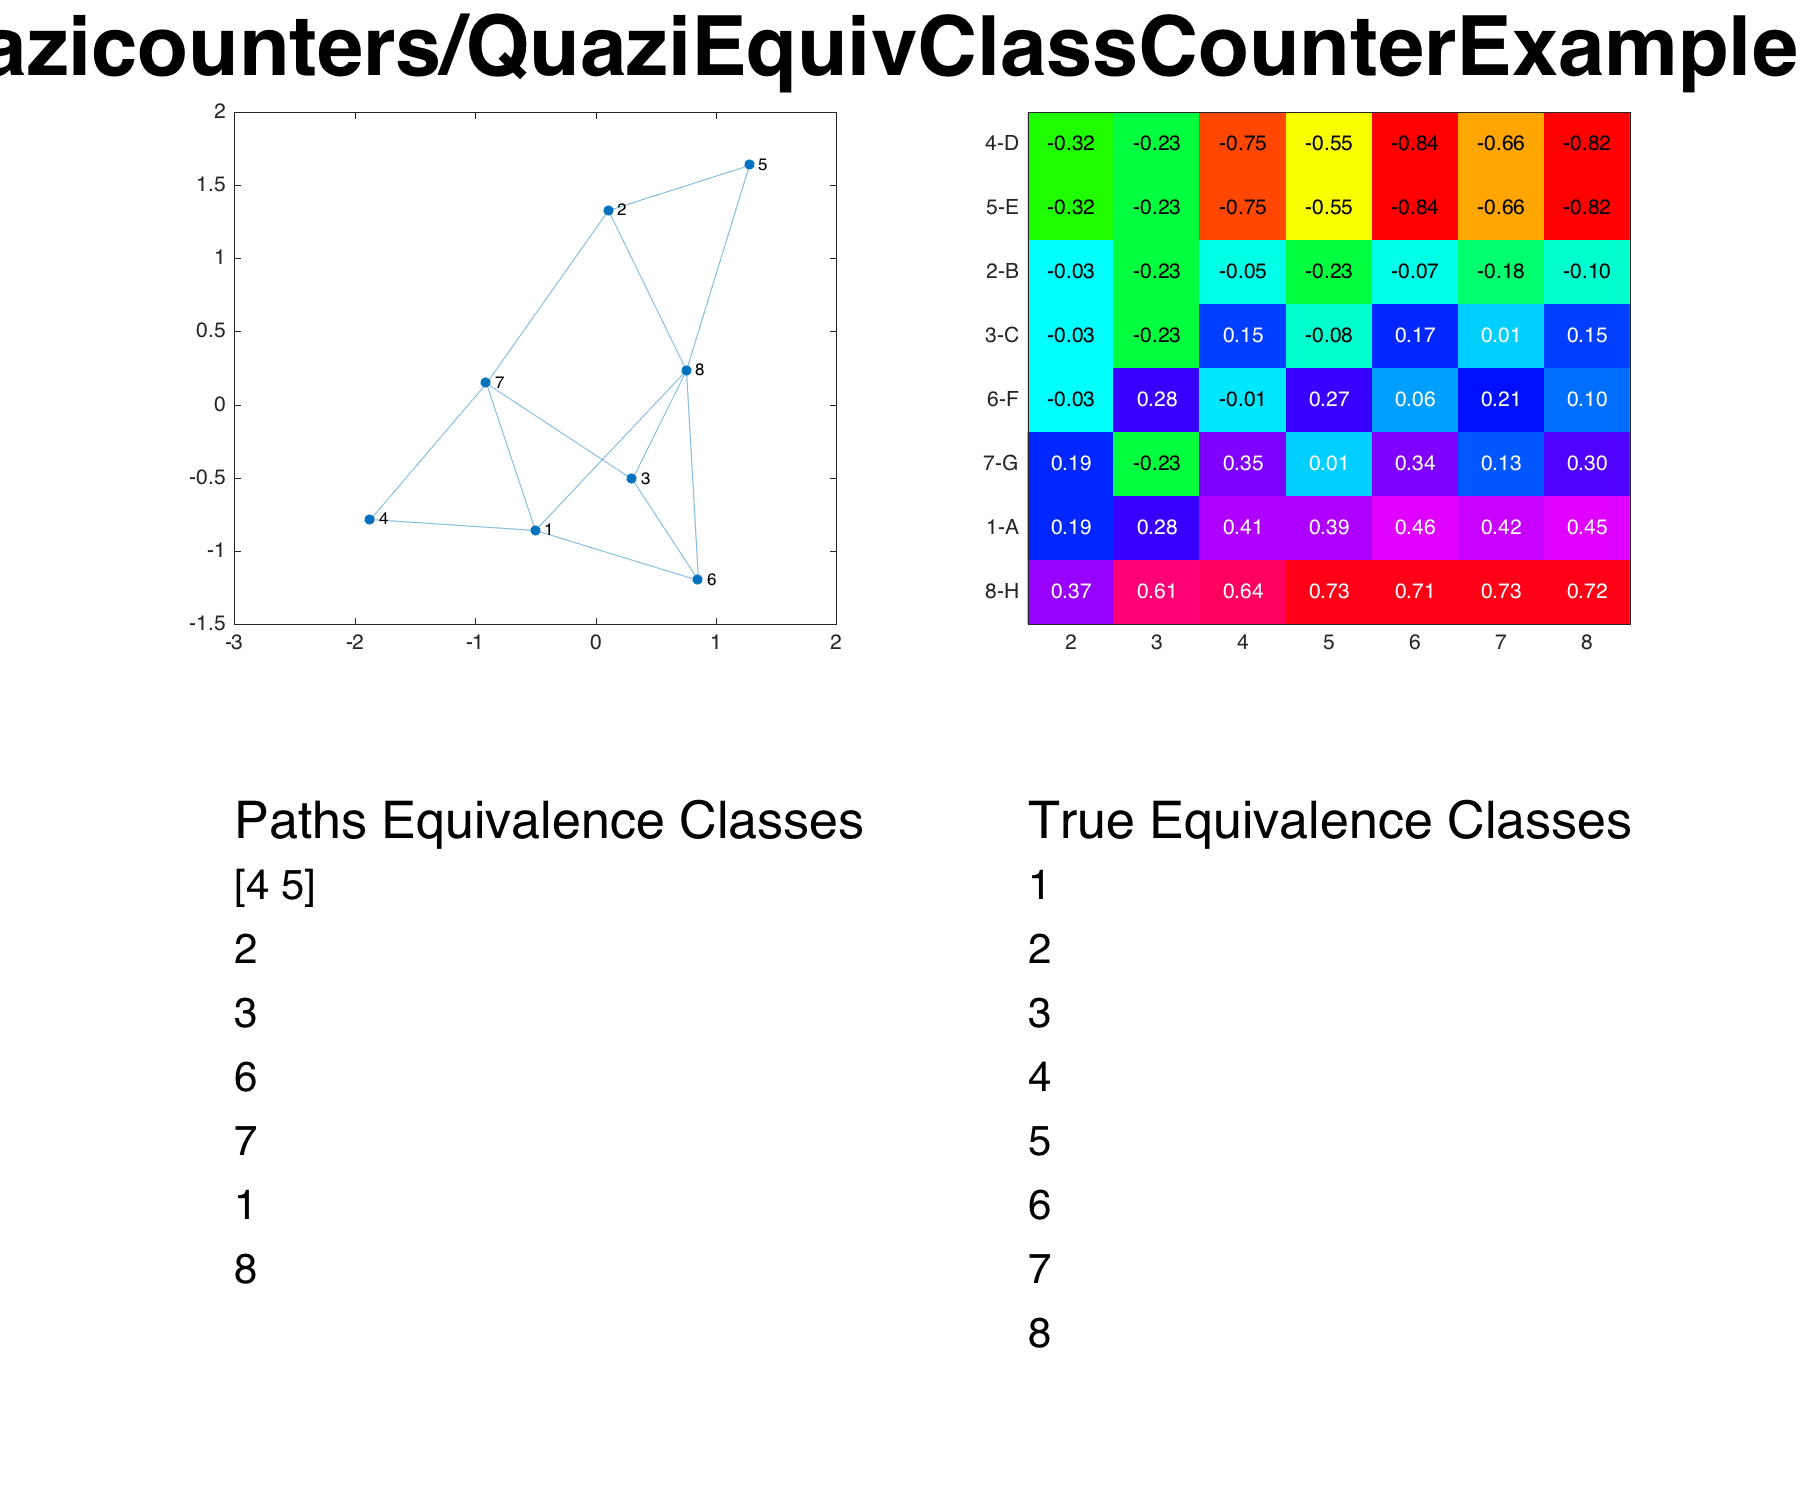 azicounters/QuaziEquivClassCounterExample
2
1.5
1
0.5
0
-0.5
-1
-1.5
-3 -2 -1 0 1 2
5
2
8
7
3
4
1
6
4-D -0.32 -0.23 -0.75 -0.55 -0.84 -0.66 -0.82
5-E -0.32 -0.23 -0.75 -0.55 -0.84 -0.66 -0.82
2-B -0.03 -0.23 -0.05 -0.23 -0.07 -0.18 -0.10
3-C -0.03 -0.23 0.15 -0.08 0.17 0.01 0.15
6-F -0.03 0.28 -0.01 0.27 0.06 0.21 0.10
7-G 0.19 -0.23 0.35 0.01 0.34 0.13 0.30
1-A 0.19 0.28 0.41 0.39 0.46 0.42 0.45
8-H 0.37 0.61 0.64 0.73 0.71 0.73 0.72
2 3 4 5 6 7 8
Paths Equivalence Classes
[4 5]
2
3
6
7
1
8
True Equivalence Classes
1
2
3
4
5
6
7
8